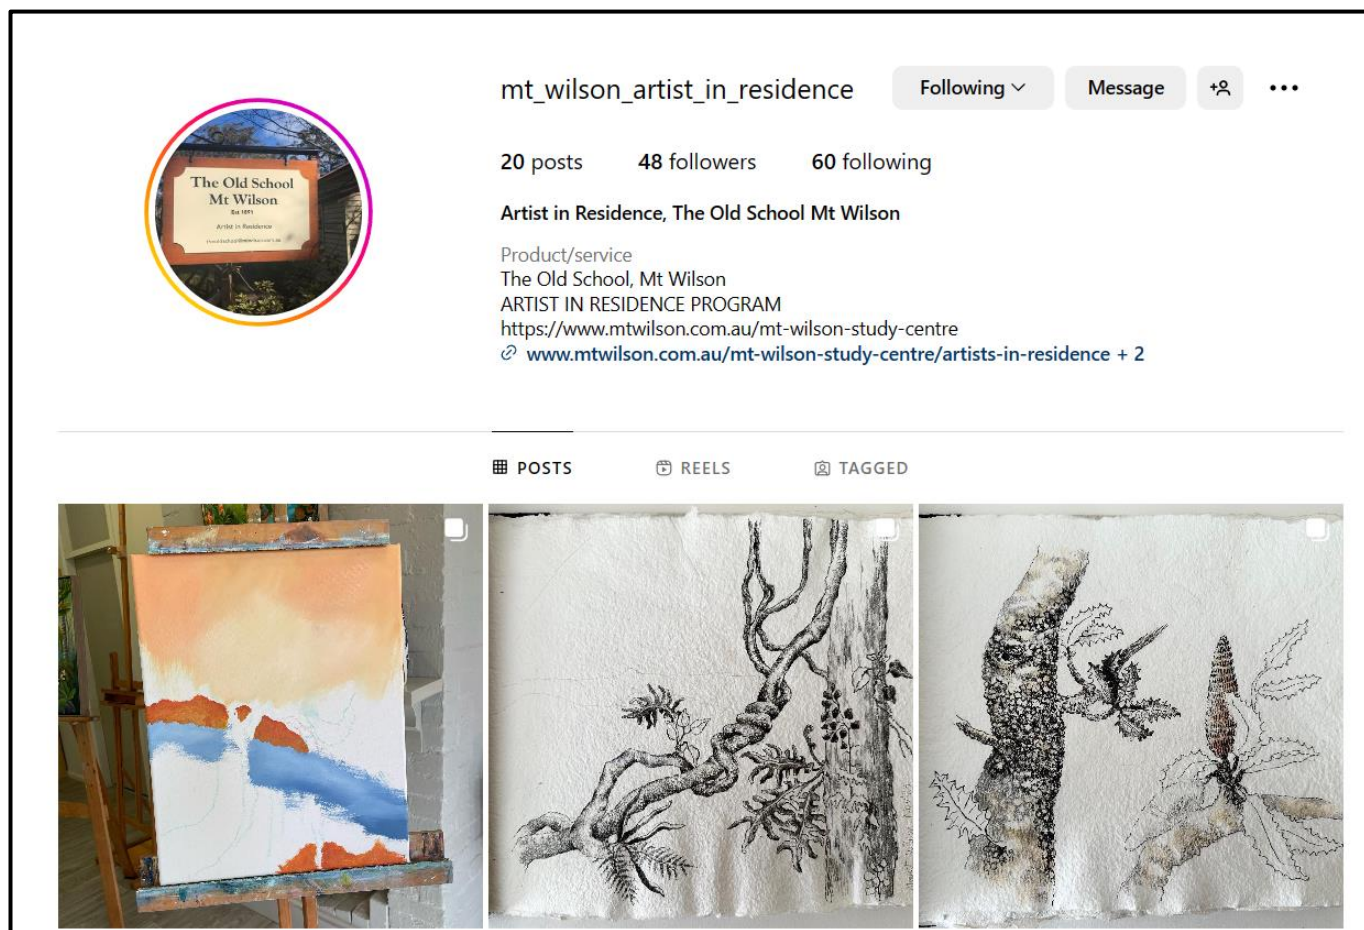 mt_wilson_artist_in_residence Following Message
20 posts 48 followers 60 following
Artist in Residence, The Old School Mt Wilson
The Old School
Mt Wilson
Est 1891
Artist in Residence
Product/service
The Old School, Mt Wilson
ARTIST IN RESIDENCE PROGRAM
https://www.mtwilson.com.au/mt-wilson-study-centre
www.mtwilson.com.au/mt-wilson-study-centre/artists-in-residence + 2
POSTS REELS TAGGED